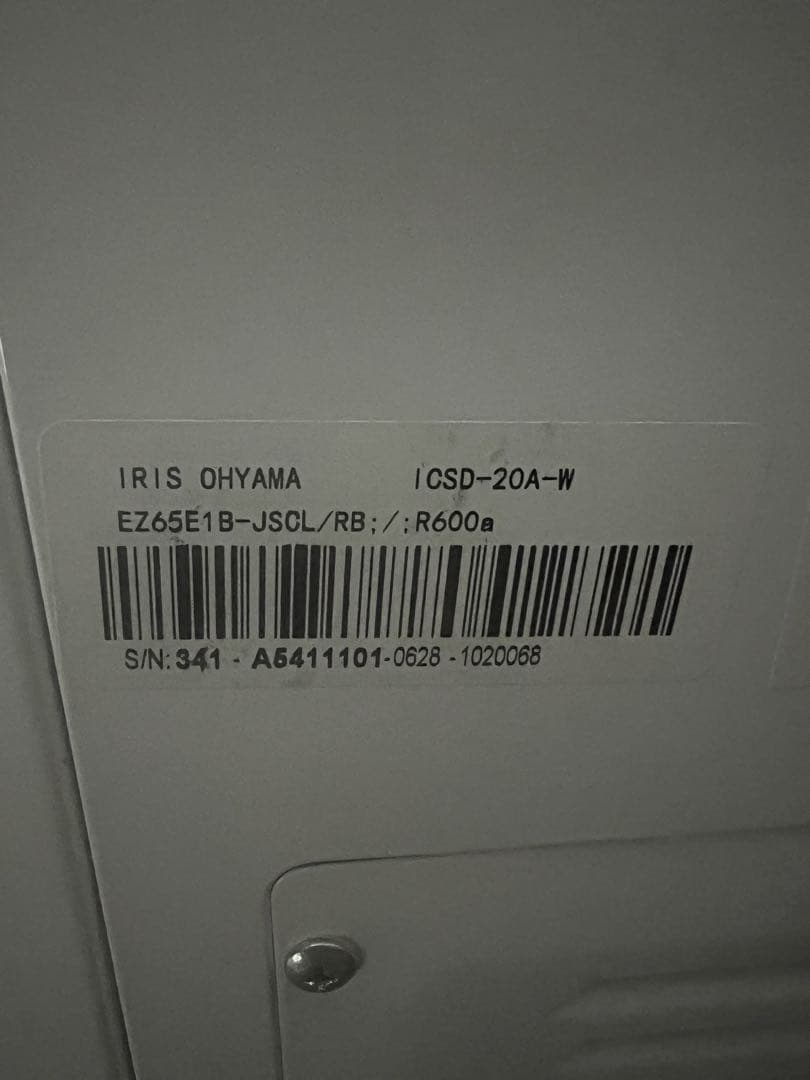 IRIS OHYAMA ICSD-20A-W
EZ65E1B-JSCL/RB;/;R600a
S/N: 341 - A5411101-0628 -1020068